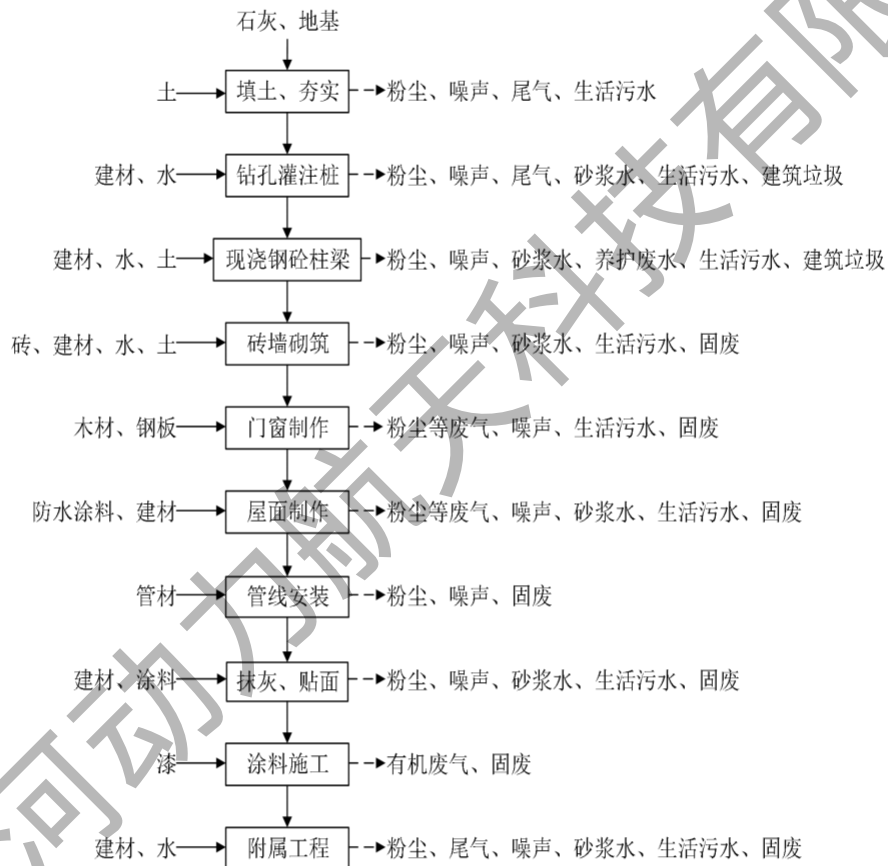 石灰、地基
土 填土、夯实 粉尘、噪声、尾气、生活污水
建材、水 钻孔灌注桩 粉尘、噪声、尾气、砂浆水、生活污水、建筑垃圾
建材、水、土 现浇钢砼柱梁 粉尘、噪声、砂浆水、养护废水、生活污水、建筑垃圾
砖、建材、水、土 砖墙砌筑 粉尘、噪声、砂浆水、生活污水、固废
木材、钢板 门窗制作 粉尘等废气、噪声、生活污水、固废
防水涂料、建材 屋面制作 粉尘等废气、噪声、砂浆水、生活污水、固废
管材 管线安装 粉尘、噪声、固废
建材、涂料 抹灰、贴面 粉尘、噪声、砂浆水、生活污水、固废
漆 涂料施工 有机废气、固废
建材、水 附属工程 粉尘、尾气、噪声、砂浆水、生活污水、固废
河动力航天科技有限